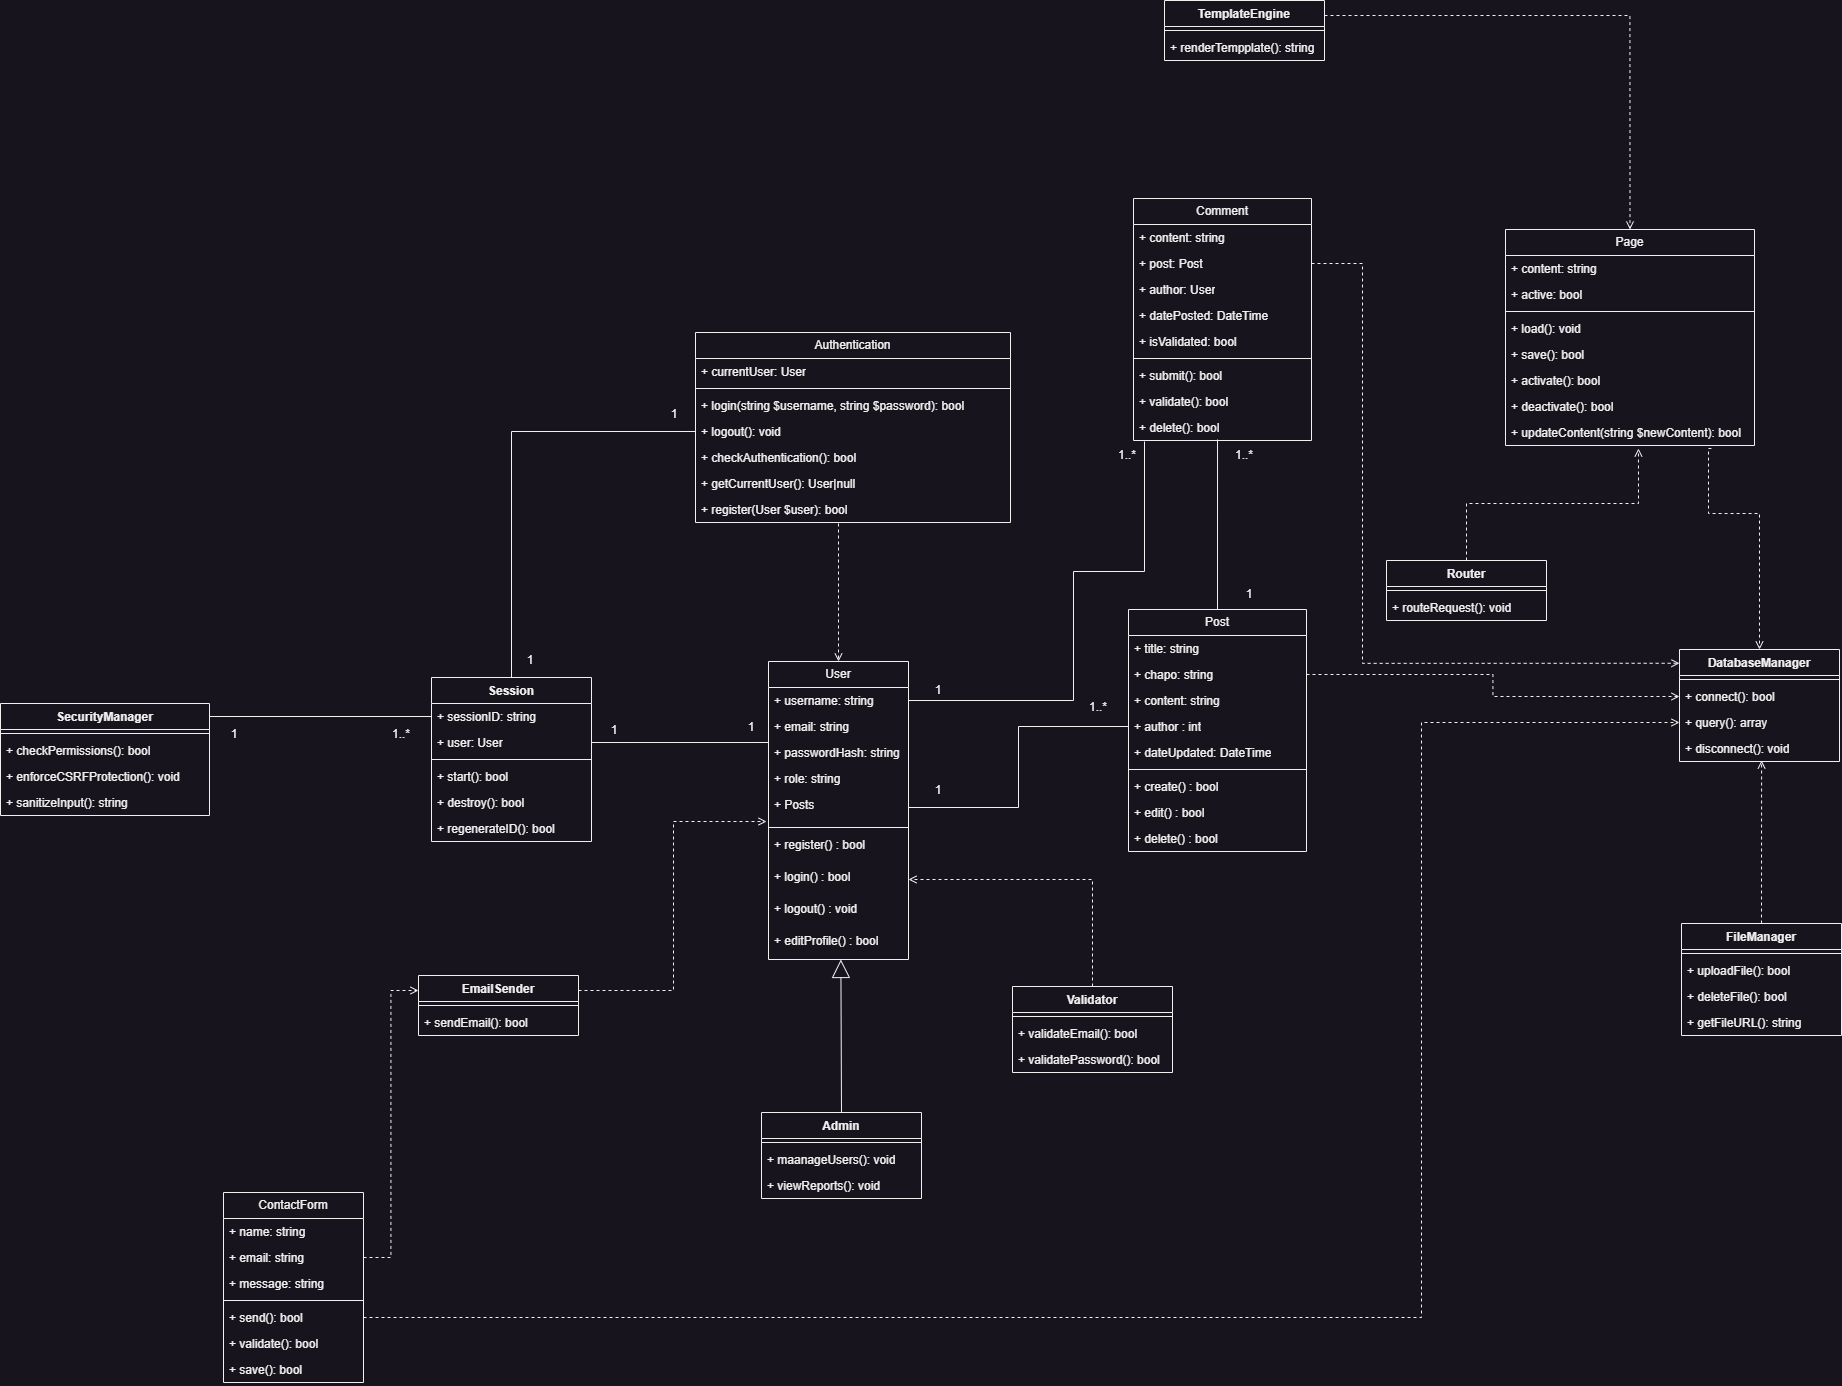 TemplateEngine
+ renderTempplate(): string
Comment
+ content: string
+ post: Post
+ author: User
+ datePosted: DateTime
+ isValidated: bool
+ submit(): bool
+ validate(): bool
+ delete(): bool
1..*
1..*
Page
+ content: string
+ active: bool
+ load(): void
+ save(): bool
+ activate(): bool
+ deactivate(): bool
+ updateContent(string $newContent): bool
Authentication
+ currentUser: User
+ login(string $username, string $password): bool
+ logout(): void
+ checkAuthentication(): bool
+ getCurrentUser(): User|null
+ register(User $user): bool
1
1
Router
+ routeRequest(): void
1
Post
+ title: string
+ chapo: string
+ content: string
+ author : int
+ dateUpdated: DateTime
+ create() : bool
+ edit() : bool
+ delete() : bool
DatabaseManager
+ connect(): bool
+ query(): array
+ disconnect(): void
SecurityManager
+ checkPermissions(): bool
+ enforceCSRFProtection(): void
+ sanitizeInput(): string
1
1..*
Session
+ sessionID: string
+ user: User
+ start(): bool
+ destroy(): bool
+ regenerateID(): bool
1
1
User
+ username: string
+ email: string
+ passwordHash: string
+ role: string
+ Posts
+ register() : bool
+ login() : bool
+ logout() : void
+ editProfile() : bool
1
1..*
1
FileManager
+ uploadFile(): bool
+ deleteFile(): bool
+ getFileURL(): string
EmailSender
+ sendEmail(): bool
Validator
+ validateEmail(): bool
+ validatePassword(): bool
Admin
+ maanageUsers(): void
+ viewReports(): void
ContactForm
+ name: string
+ email: string
+ message: string
+ send(): bool
+ validate(): bool
+ save(): bool